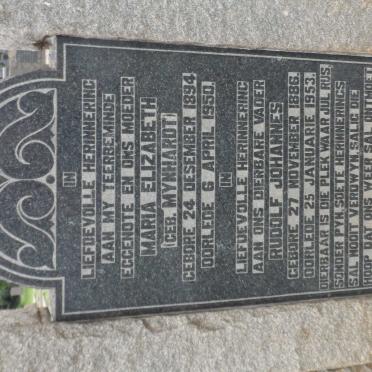 IN
LIEFDEVOLLE HERINNERING
AAN MY TEERBEMINDE
EGGENOTE EN ONS MOEDER
MARIA ELIZABETH
(GEB. MYNHARDT)
GEBORE 24 DESEMBER 1894
OORLEDE 6 APRIL 1950.
IN
LIEFDEVOLLE HERINNERING
AAN ONS DIERBARE VADER
RUDOLF JOHANNES
GEBORE 27 NOVEMBER 1886
OORLEDE 25 JANUARIE 1953.
DIERBAAR IS DIE PLEK WAAR JUL RUS
SONDER PYN, SOETE HERINNERINGS
SAL NOOIT VERDWYN, SALIG DE
HOOP DAT ONS WEER SAL ONTMOET